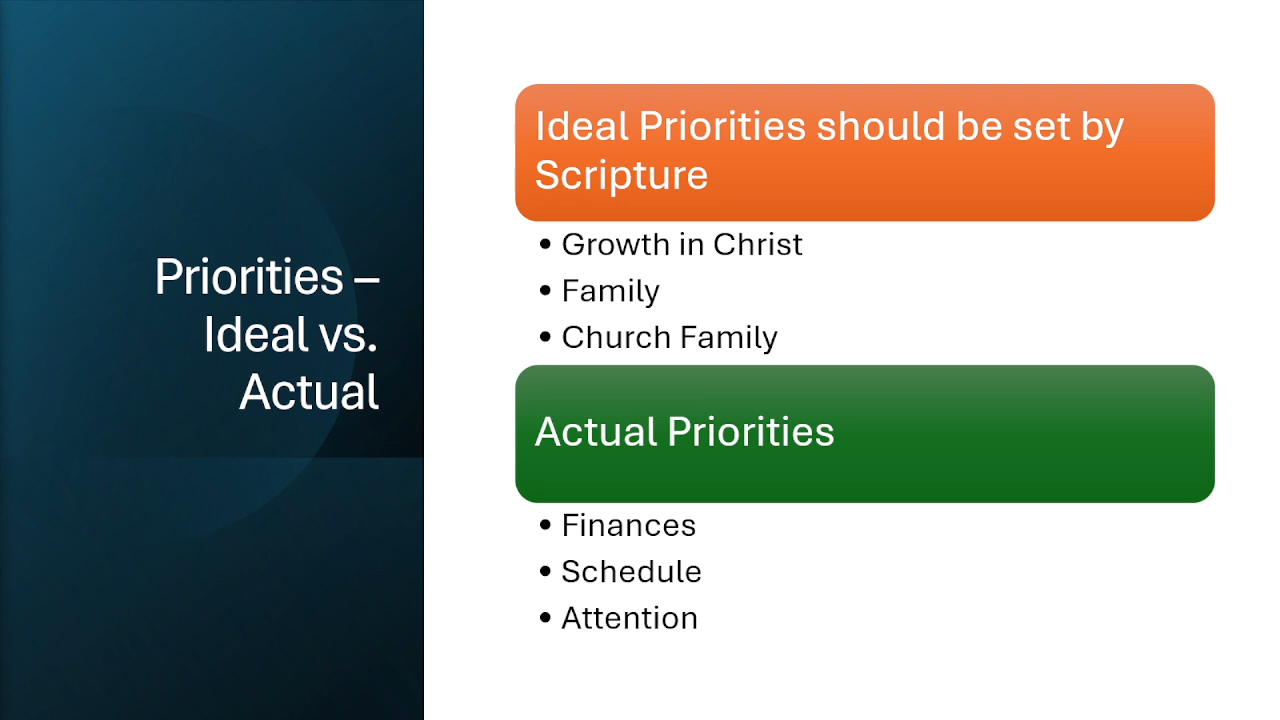 Priorities –
Ideal vs.
Actual
Ideal Priorities should be set by
Scripture
• Growth in Christ
• Family
• Church Family
Actual Priorities
• Finances
• Schedule
• Attention